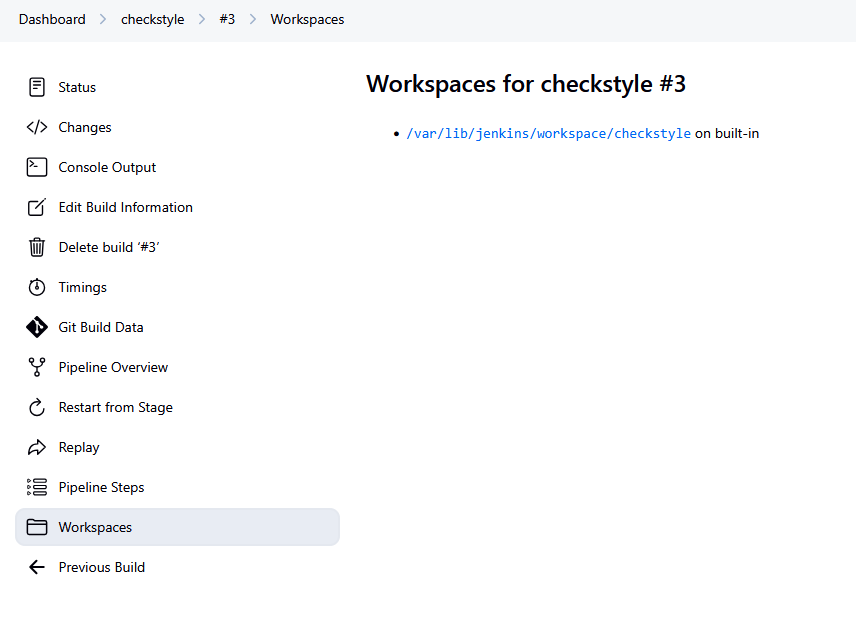 Dashboard > checkstyle > #3 > Workspaces
Status
Changes
Console Output
Edit Build Information
Delete build ‘#3’
Timings
Git Build Data
Pipeline Overview
Restart from Stage
Replay
Pipeline Steps
Workspaces
Previous Build
Workspaces for checkstyle #3
• /var/lib/jenkins/workspace/checkstyle on built-in